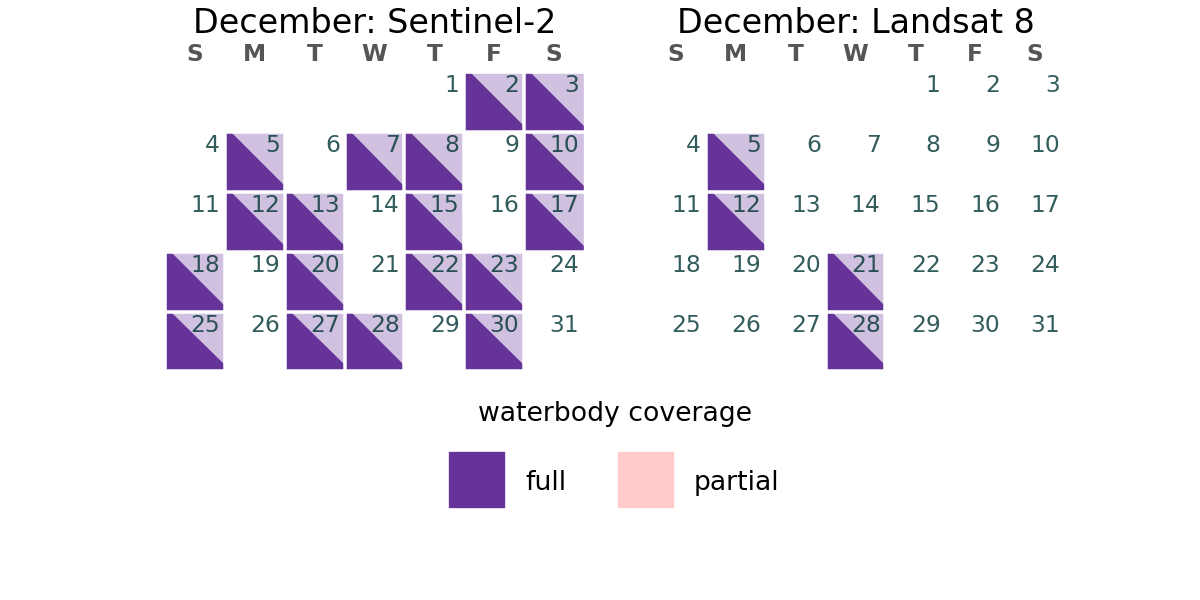 December: Sentinel-2
S M T W T F S
1 2 3
4 5 6 7 8 9 10
11 12 13 14 15 16 17
18 19 20 21 22 23 24
25 26 27 28 29 30 31
December: Landsat 8
S M T W T F S
1 2 3
4 5 6 7 8 9 10
11 12 13 14 15 16 17
18 19 20 21 22 23 24
25 26 27 28 29 30 31
waterbody coverage
full partial